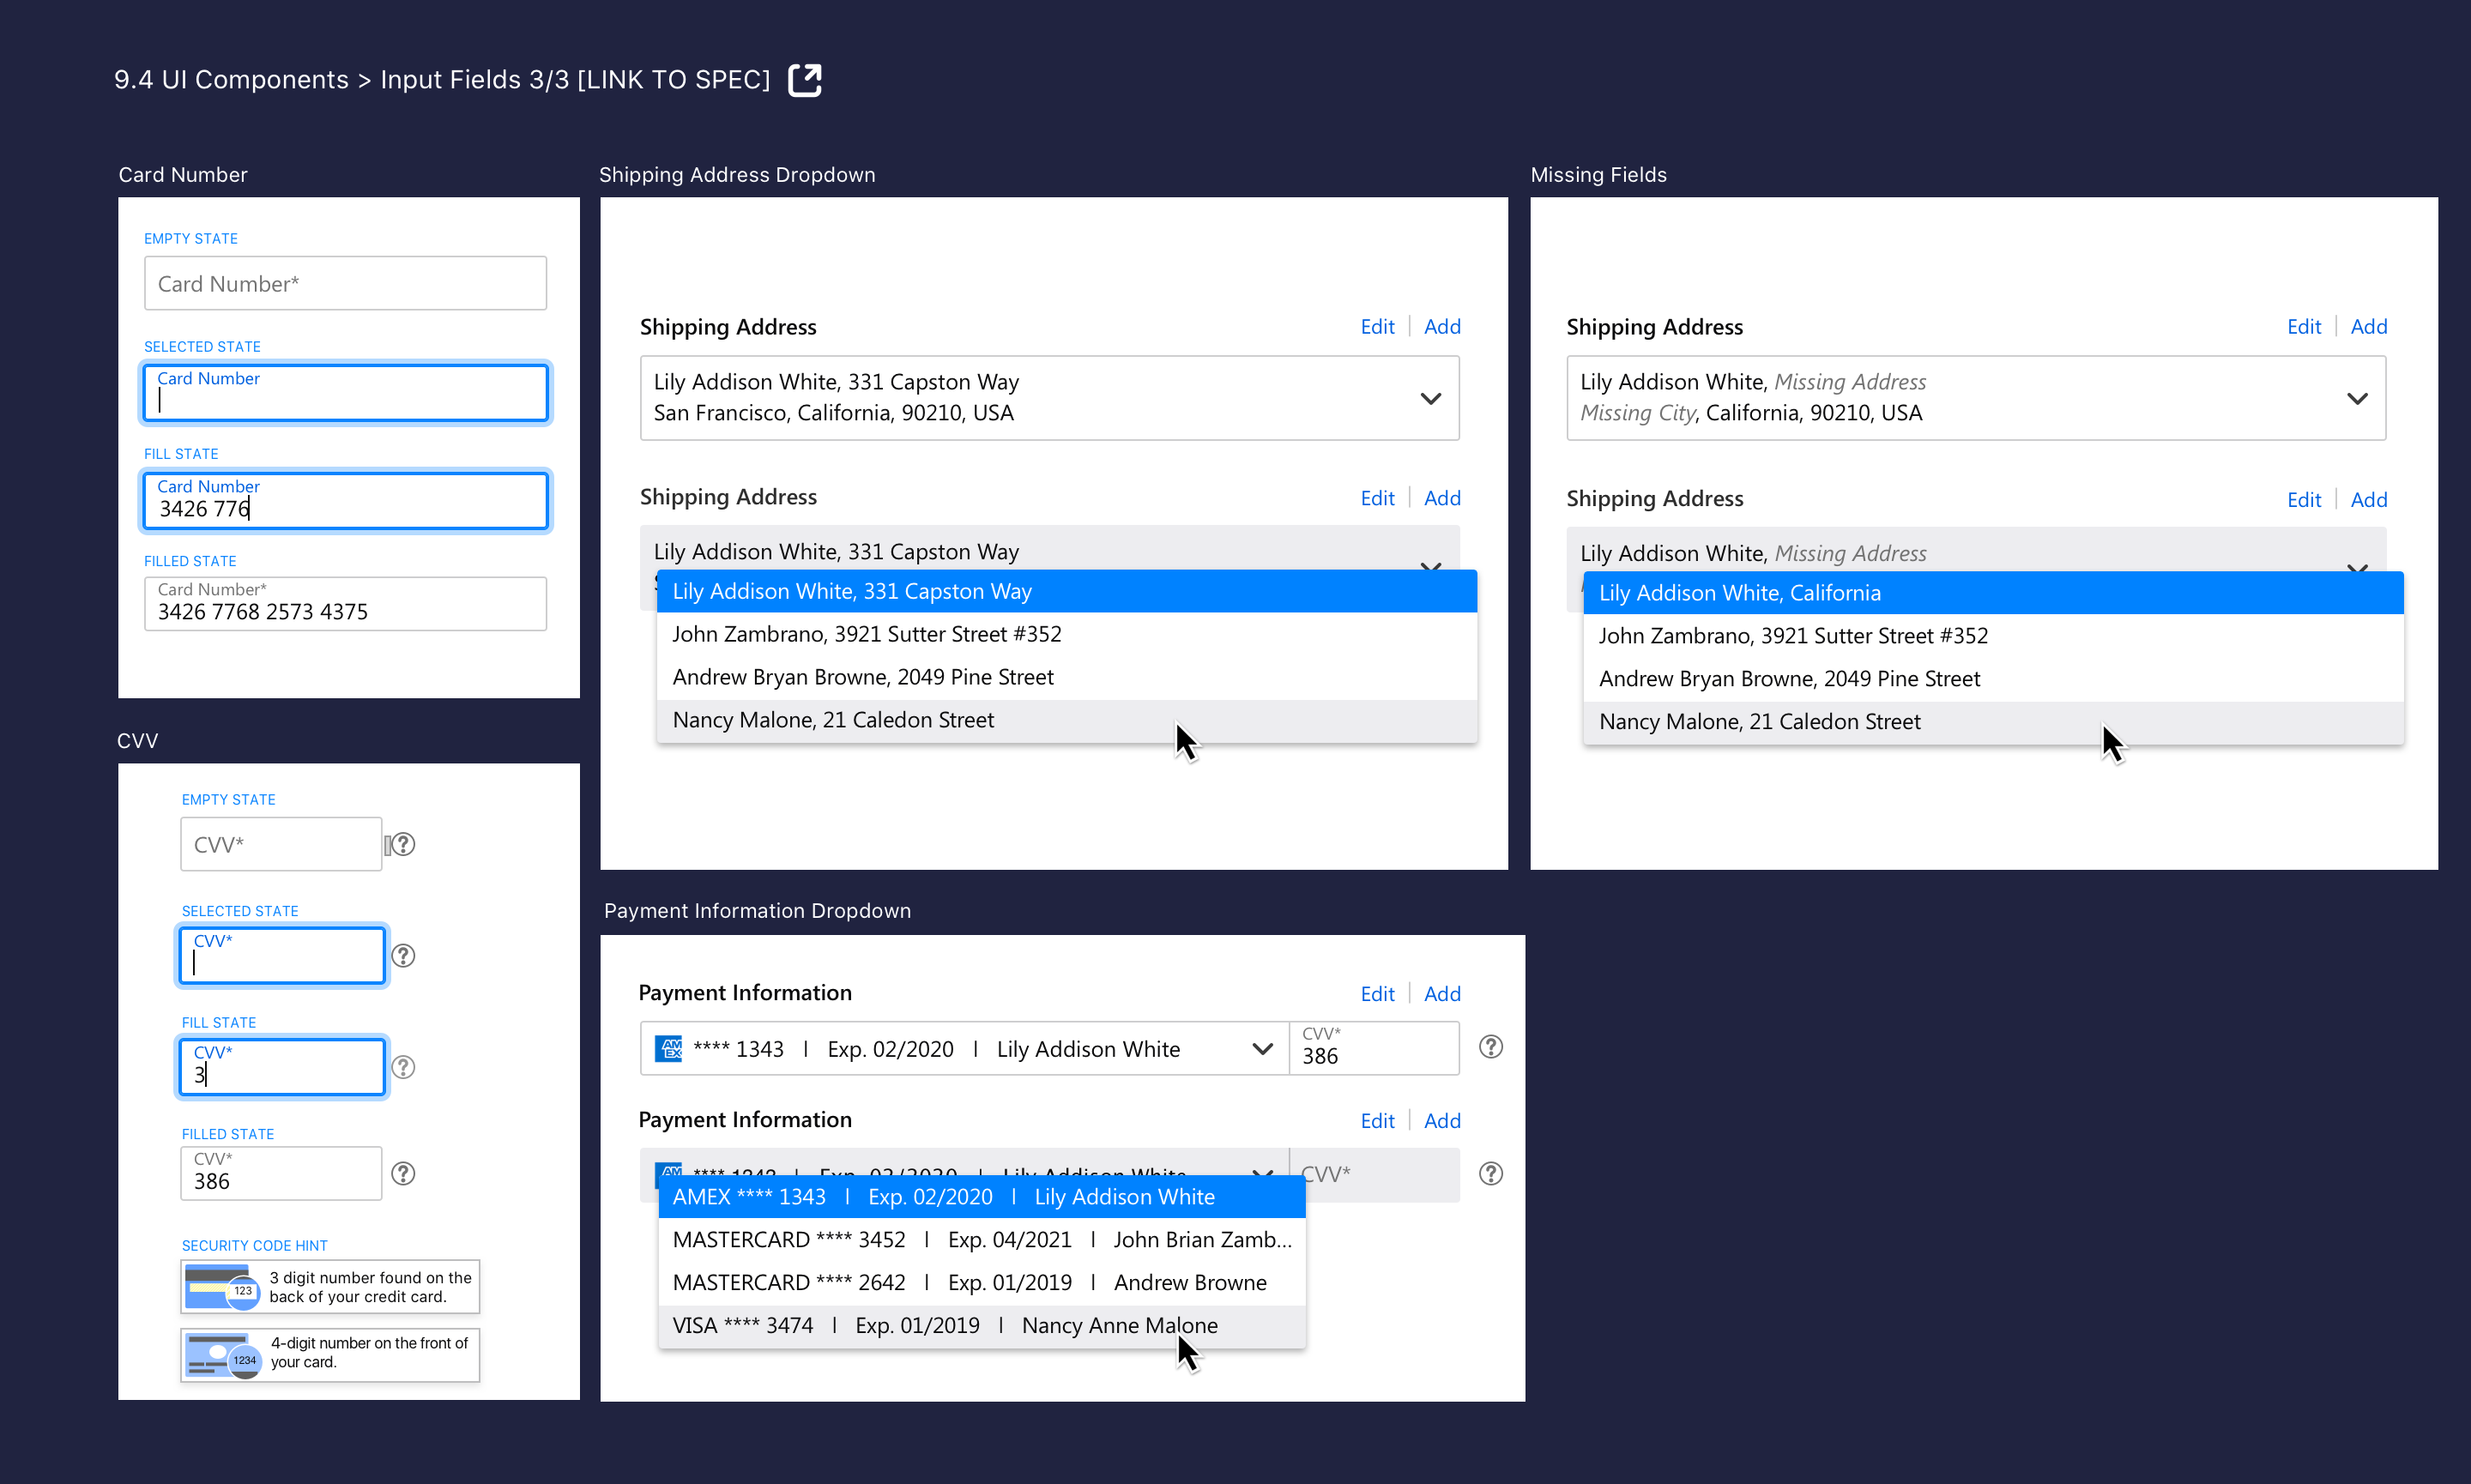 9.4 UI Components > Input Fields 3/3 [LINK TO SPEC]
Card Number
EMPTY STATE
Card Number*
SELECTED STATE
Card Number
FILL STATE
Card Number
3426 776
FILLED STATE
Card Number*
3426 7768 2573 4375
CVV
EMPTY STATE
CVV*
?
SELECTED STATE
CVV*
?
FILL STATE
CVV*
3
?
FILLED STATE
CVV*
386
?
SECURITY CODE HINT
123
3 digit number found on the
back of your credit card.
1234
4-digit number on the front of
your card.
Shipping Address Dropdown
Shipping Address
Edit | Add
Lily Addison White, 331 Capston Way
San Francisco, California, 90210, USA
Shipping Address
Edit | Add
Lily Addison White, 331 Capston Way
Lily Addison White, 331 Capston Way
John Zambrano, 3921 Sutter Street #352
Andrew Bryan Browne, 2049 Pine Street
Nancy Malone, 21 Caledon Street
Missing Fields
Shipping Address
Edit | Add
Lily Addison White, Missing Address
Missing City, California, 90210, USA
Shipping Address
Edit | Add
Lily Addison White, Missing Address
Lily Addison White, California
John Zambrano, 3921 Sutter Street #352
Andrew Bryan Browne, 2049 Pine Street
Nancy Malone, 21 Caledon Street
Payment Information Dropdown
Payment Information
Edit | Add
AMEX **** 1343 | Exp. 02/2020 | Lily Addison White
CVV*
386
?
Payment Information
Edit | Add
AM Lily Addison White
CVV*
?
AMEX **** 1343 | Exp. 02/2020 | Lily Addison White
MASTERCARD **** 3452 | Exp. 04/2021 | John Brian Zamb...
MASTERCARD **** 2642 | Exp. 01/2019 | Andrew Browne
VISA **** 3474 | Exp. 01/2019 | Nancy Anne Malone